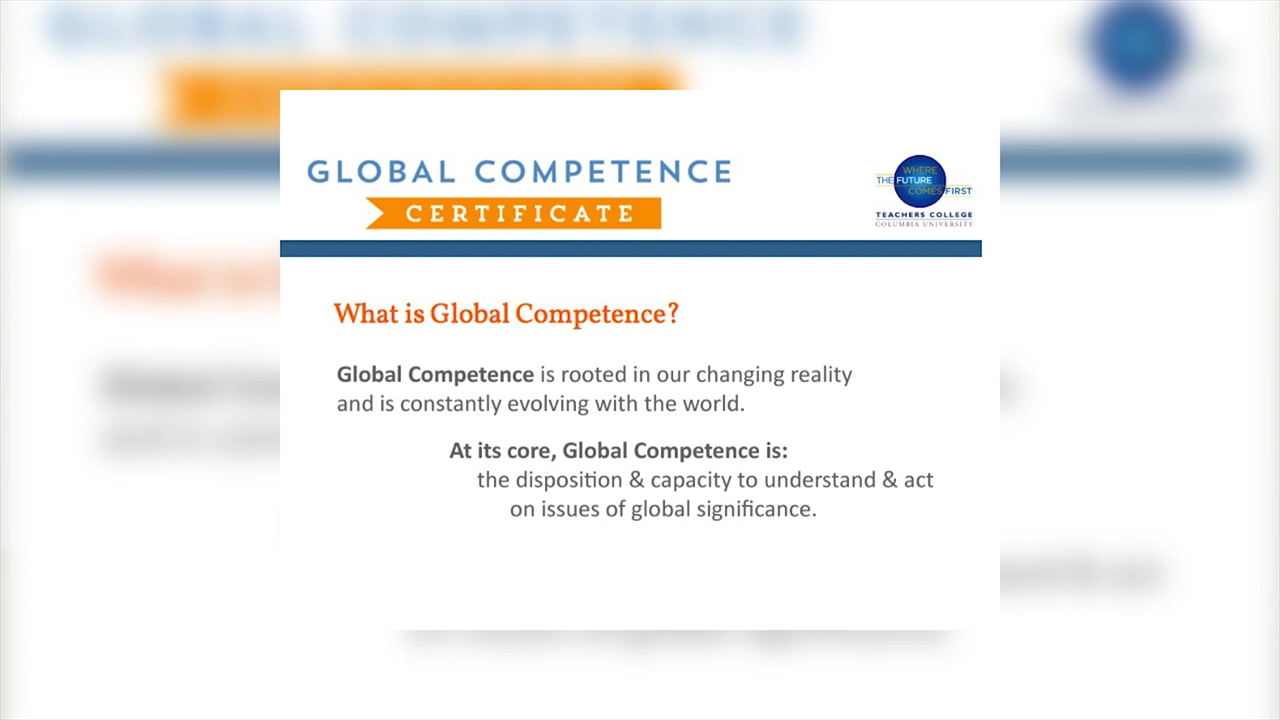 GLOBAL COMPETENCE
CERTIFICATE
WHERE
THE FUTURE
COMES FIRST
TEACHERS COLLEGE
COLUMBIA UNIVERSITY
What is Global Competence?
Global Competence is rooted in our changing reality
and is constantly evolving with the world.
At its core, Global Competence is:
the disposition & capacity to understand & act
on issues of global significance.